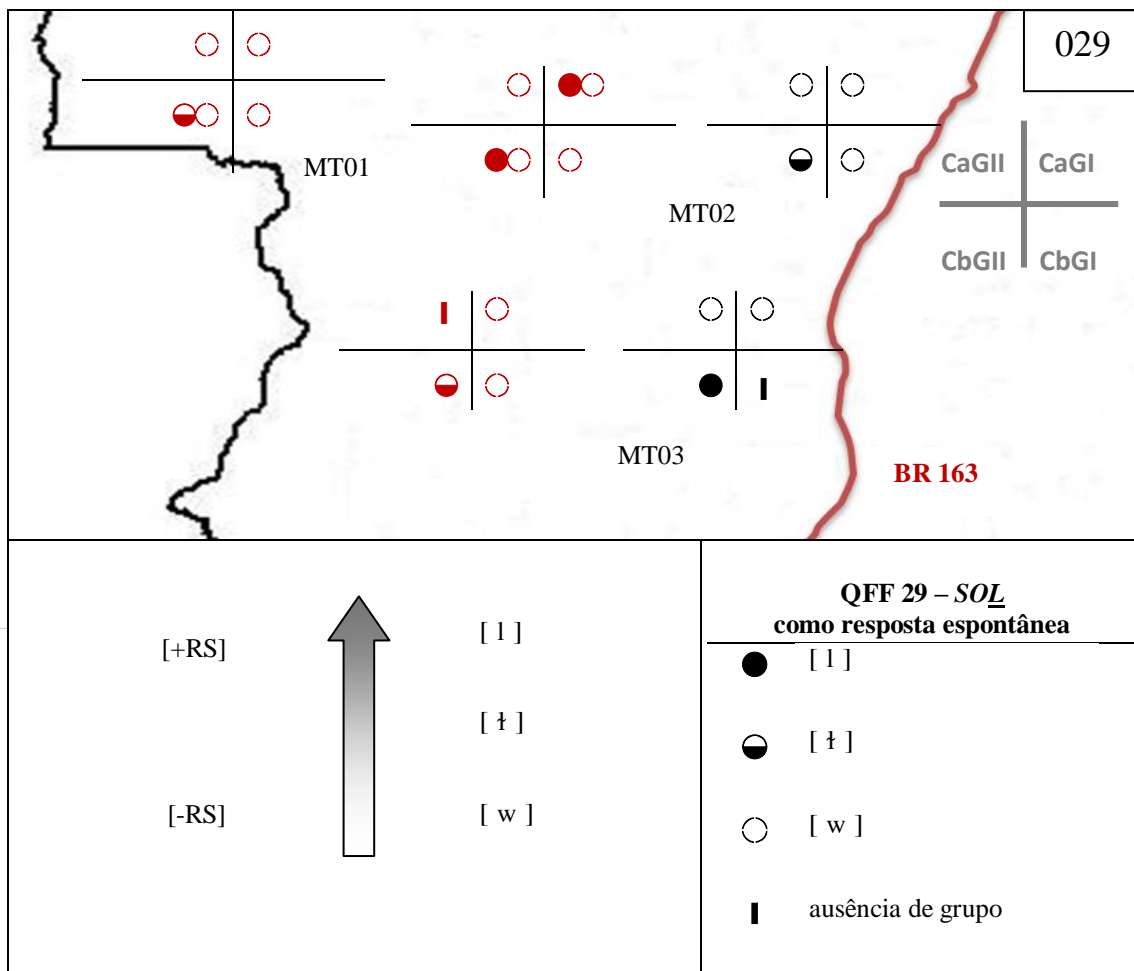 029
MT01
CaGII CaGI
MT02
CbGII CbGI
MT03
BR 163
[+RS]
[ l ]
[ ɫ ]
[-RS]
[ w ]
QFF 29 – SOL
como resposta espontânea
[ l ]
[ ɫ ]
[ w ]
ausência de grupo